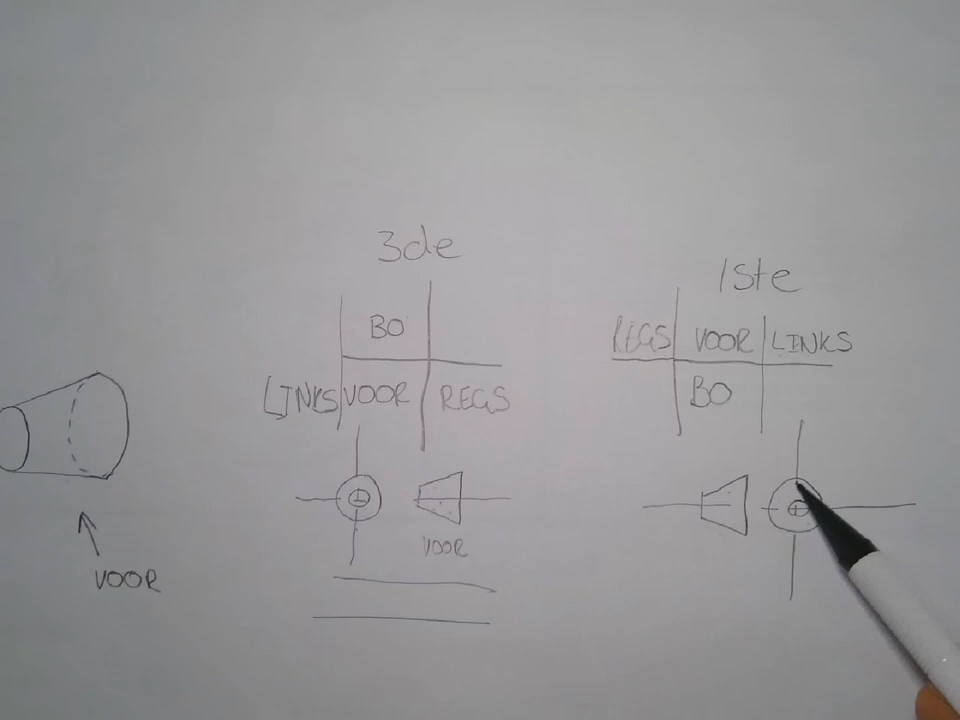 3de
BO
LINKS VOOR REGS
VOOR
1ste
REGS VOOR LINKS
BO
VOOR